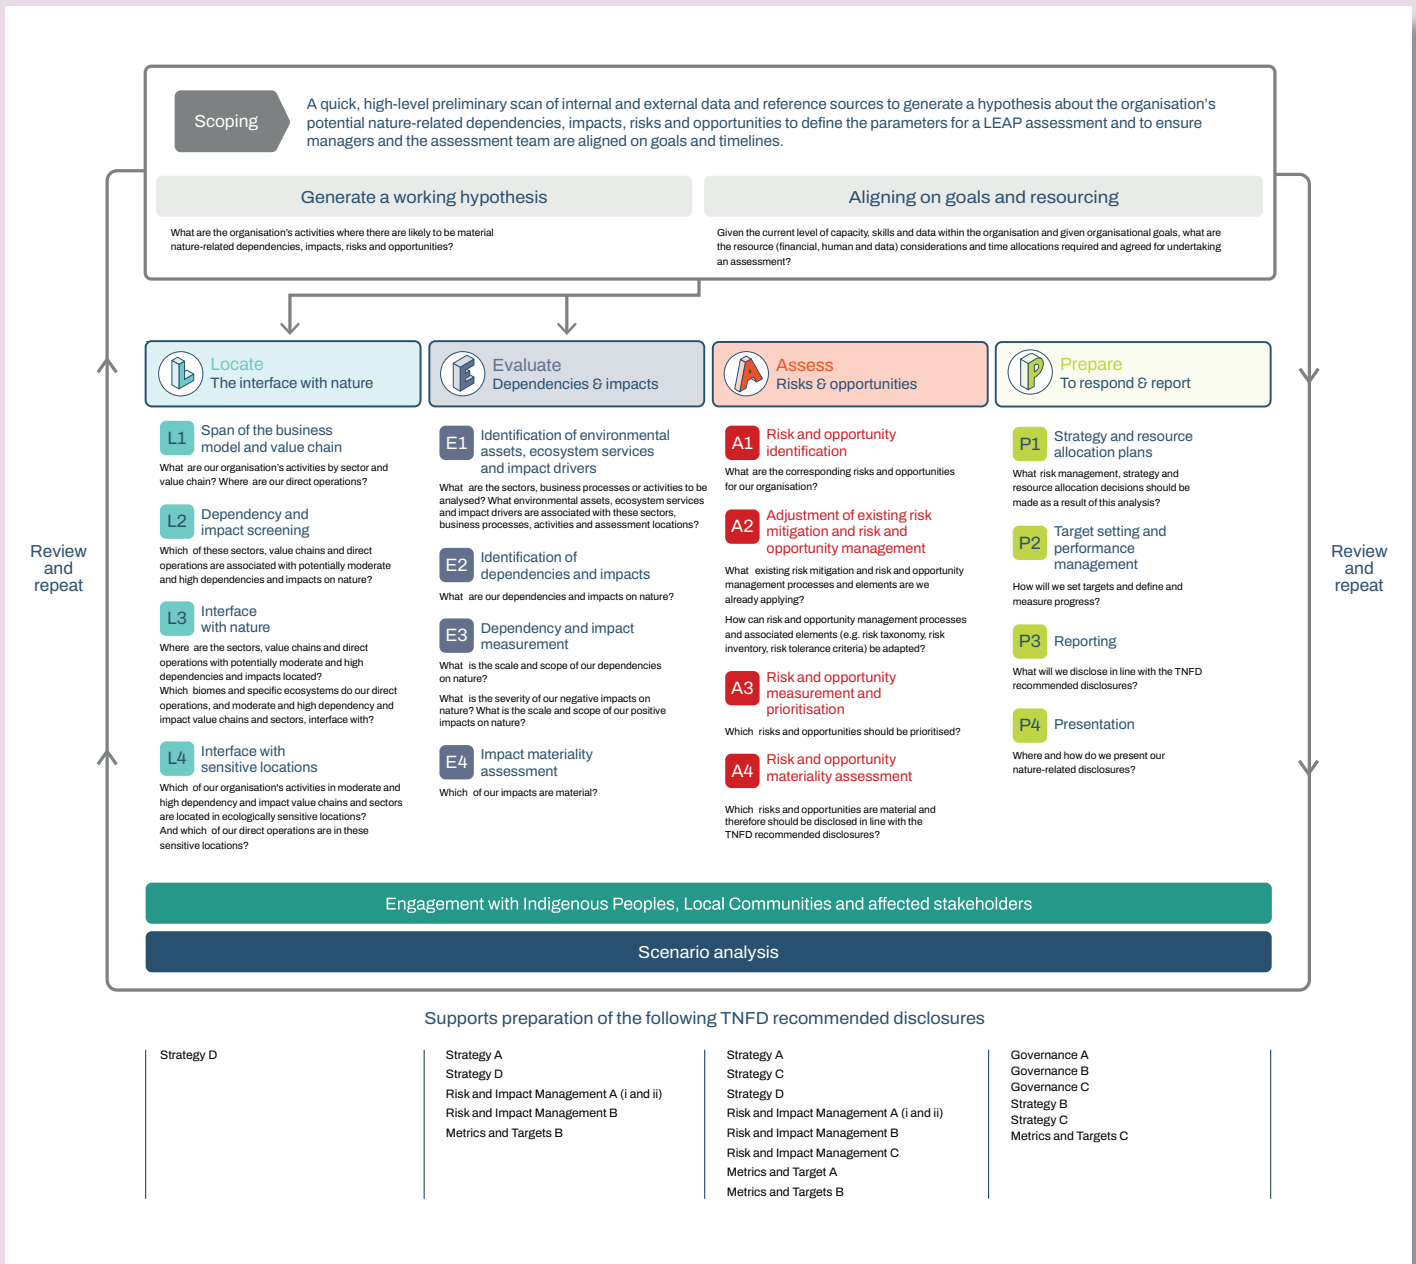 Scoping
A quick, high-level preliminary scan of internal and external data and reference sources to generate a hypothesis about the organisation's
potential nature-related dependencies, impacts, risks and opportunities to define the parameters for a LEAP assessment and to ensure
managers and the assessment team are aligned on goals and timelines.
Generate a working hypothesis
What are the organisation's activities where there are likely to be material
nature-related dependencies, impacts, risks and opportunities?
Aligning on goals and resourcing
Given the current level of capacity, skills and data within the organisation and given organisational goals, what are
the resource (financial, human and data) considerations and time allocations required and agreed for undertaking
an assessment?
Review
and
repeat
L
Locate
The interface with nature
L1
Span of the business
model and value chain
What are our organisation's activities by sector and
value chain? Where are our direct operations?
L2
Dependency and
impact screening
Which of these sectors, value chains and direct
operations are associated with potentially moderate
and high dependencies and impacts on nature?
L3
Interface
with nature
Where are the sectors, value chains and direct
operations with potentially moderate and high
dependencies and impacts located?
Which biomes and specific ecosystems do our direct
operations, and moderate and high dependency and
impact value chains and sectors, interface with?
L4
Interface with
sensitive locations
Which of our organisation's activities in moderate and
high dependency and impact value chains and sectors
are located in ecologically sensitive locations?
And which of our direct operations are in these
sensitive locations?
E
Evaluate
Dependencies & impacts
E1
Identification of environmental
assets, ecosystem services
and impact drivers
What are the sectors, business processes or activities to be
analysed? What environmental assets, ecosystem services
and impact drivers are associated with these sectors,
business processes, activities and assessment locations?
E2
Identification of
dependencies and impacts
What are our dependencies and impacts on nature?
E3
Dependency and impact
measurement
What is the scale and scope of our dependencies
on nature?
What is the severity of our negative impacts on
nature? What is the scale and scope of our positive
impacts on nature?
E4
Impact materiality
assessment
Which of our impacts are material?
A
Assess
Risks & opportunities
A1
Risk and opportunity
identification
What are the corresponding risks and opportunities
for our organisation?
A2
Adjustment of existing risk
mitigation and risk and
opportunity management
What existing risk mitigation and risk and opportunity
management processes and elements are we
already applying?
How can risk and opportunity management processes
and associated elements (e.g. risk taxonomy, risk
inventory, risk tolerance criteria) be adapted?
A3
Risk and opportunity
measurement and
prioritisation
Which risks and opportunities should be prioritised?
A4
Risk and opportunity
materiality assessment
Which risks and opportunities are material and
therefore should be disclosed in line with the
TNFD recommended disclosures?
P
Prepare
To respond & report
P1
Strategy and resource
allocation plans
What risk management, strategy and
resource allocation decisions should be
made as a result of this analysis?
P2
Target setting and
performance
management
How will we set targets and define and
measure progress?
P3
Reporting
What will we disclose in line with the TNFD
recommended disclosures?
P4
Presentation
Where and how do we present our
nature-related disclosures?
Review
and
repeat
Engagement with Indigenous Peoples, Local Communities and affected stakeholders
Scenario analysis
Supports preparation of the following TNFD recommended disclosures
Strategy D
Strategy A
Strategy D
Risk and Impact Management A (i and ii)
Risk and Impact Management B
Metrics and Targets B
Strategy A
Strategy C
Strategy D
Risk and Impact Management A (i and ii)
Risk and Impact Management B
Risk and Impact Management C
Metrics and Target A
Metrics and Targets B
Governance A
Governance B
Governance C
Strategy B
Strategy C
Metrics and Targets C